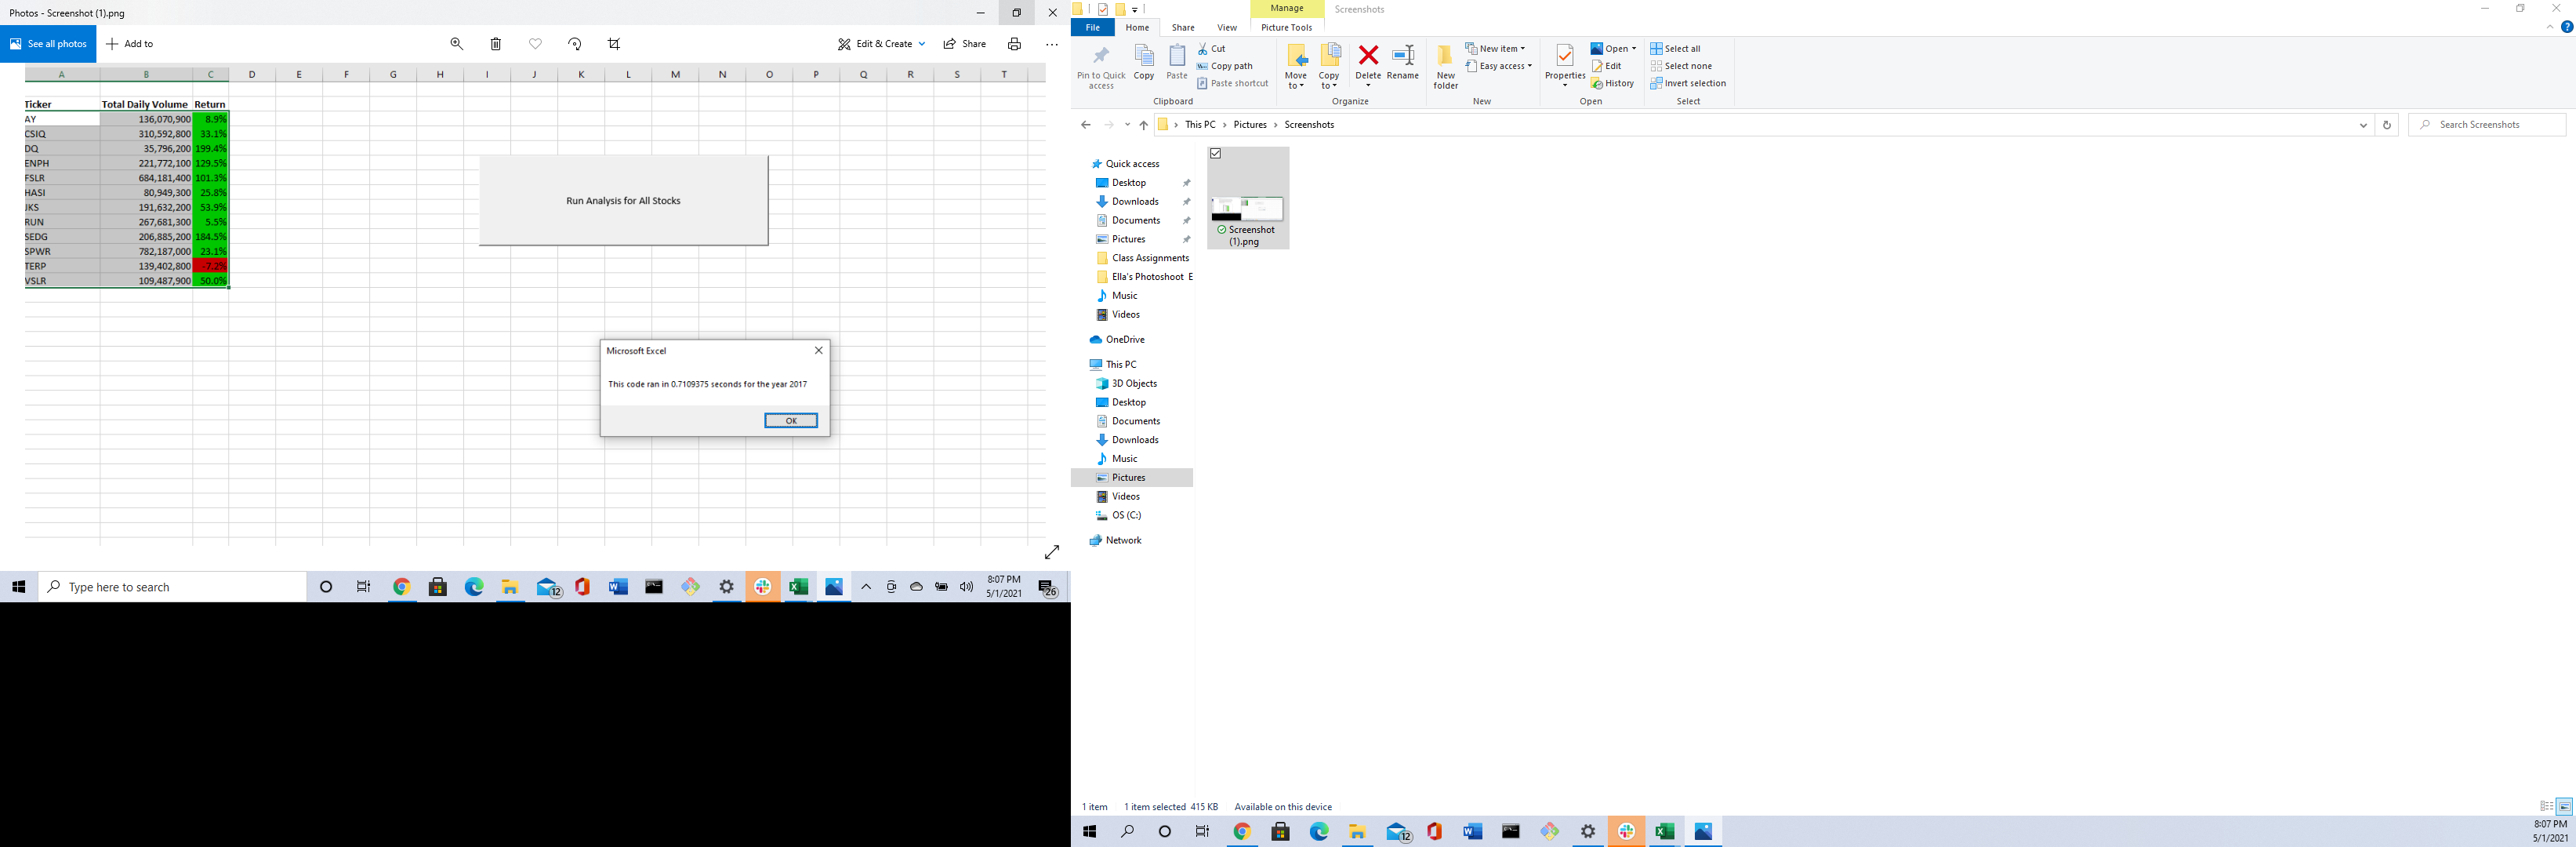 Photos - Screenshot (1).png
See all photos
Add to
Edit & Create
Share
A B C D E F G H I J K L M N O P Q R S T
Ticker Total Daily Volume Return
AY 136,070,900 8.9%
CSIQ 310,592,800 33.1%
DQ 35,796,200 199.4%
ENPH 221,772,100 129.5%
FSLR 684,181,400 101.3%
HASI 80,949,300 25.8%
JKS 191,632,200 53.9%
RUN 267,681,300 5.5%
SEDG 206,885,200 184.5%
SPWR 782,187,000 23.1%
TERP 139,402,800 -7.2%
VSLR 109,487,900 50.0%
Run Analysis for All Stocks
Microsoft Excel
This code ran in 0.7109375 seconds for the year 2017
OK
Type here to search
12
8:07 PM
5/1/2021
26
Manage
Screenshots
File Home Share View Picture Tools
Pin to Quick access
Copy
Paste
Cut
Copy path
Paste shortcut
Clipboard
Move to
Copy to
Delete
Rename
Organize
New folder
New item
Easy access
New
Properties
Open
Edit
History
Open
Select all
Select none
Invert selection
Select
This PC > Pictures > Screenshots
Search Screenshots
Quick access
Desktop
Downloads
Documents
Pictures
Class Assignments
Ella's Photoshoot E
Music
Videos
OneDrive
This PC
3D Objects
Desktop
Documents
Downloads
Music
Pictures
Videos
OS (C:)
Network
Screenshot
(1).png
1 item 1 item selected 415 KB Available on this device
12
8:07 PM
5/1/2021